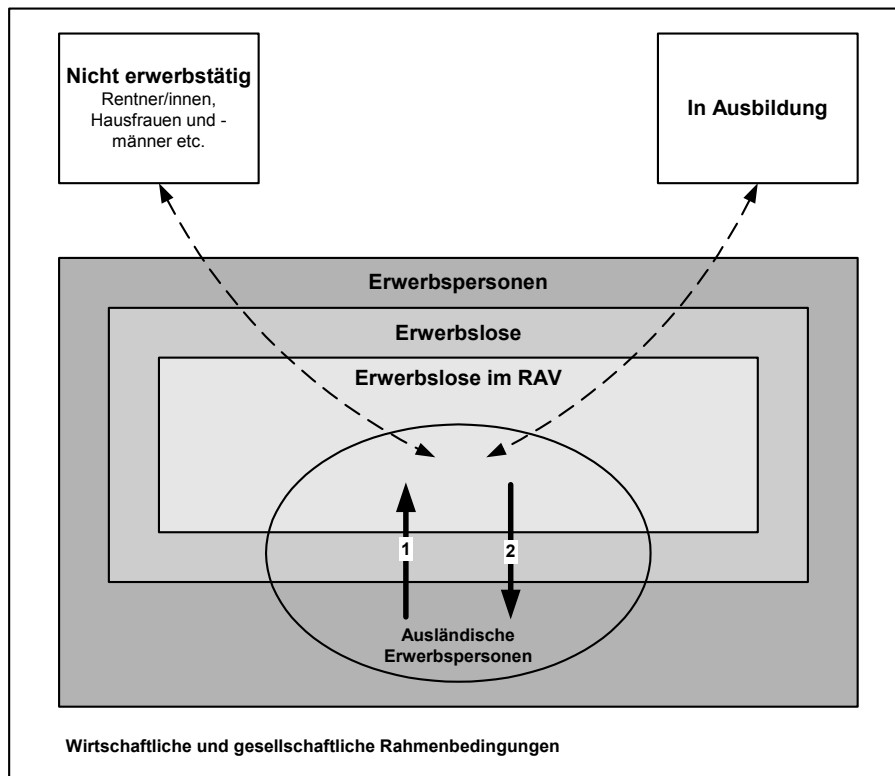 Nicht erwerbstätig
Rentner/innen,
Hausfrauen und -
männer etc.
In Ausbildung
Erwerbspersonen
Erwerbslose
Erwerbslose im RAV
1
2
Ausländische
Erwerbspersonen
Wirtschaftliche und gesellschaftliche Rahmenbedingungen